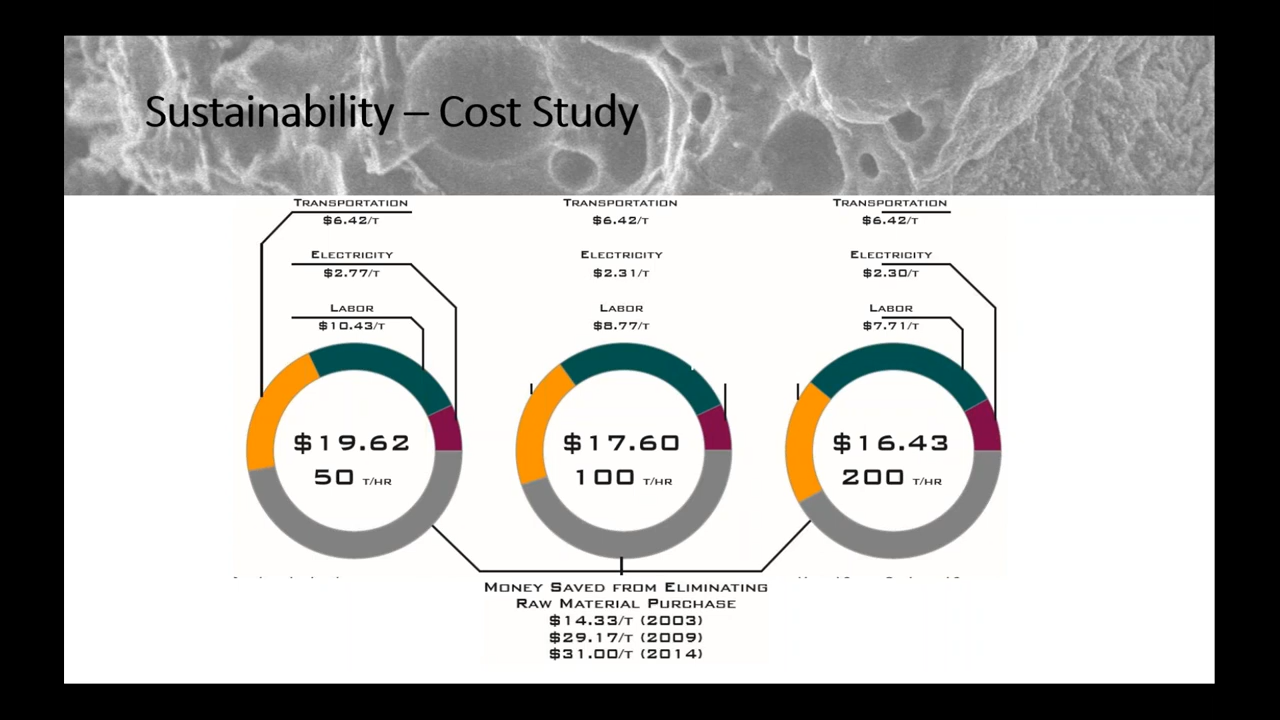 Sustainability – Cost Study
TRANSPORTATION
$6.42/T
ELECTRICITY
$2.77/T
LABOR
$10.43/T
$19.62
50 T/HR
TRANSPORTATION
$6.42/T
ELECTRICITY
$2.31/T
LABOR
$8.77/T
$17.60
100 T/HR
TRANSPORTATION
$6.42/T
ELECTRICITY
$2.30/T
LABOR
$7.71/T
$16.43
200 T/HR
MONEY SAVED FROM ELIMINATING
RAW MATERIAL PURCHASE
$14.33/T (2003)
$29.17/T (2009)
$31.00/T (2014)